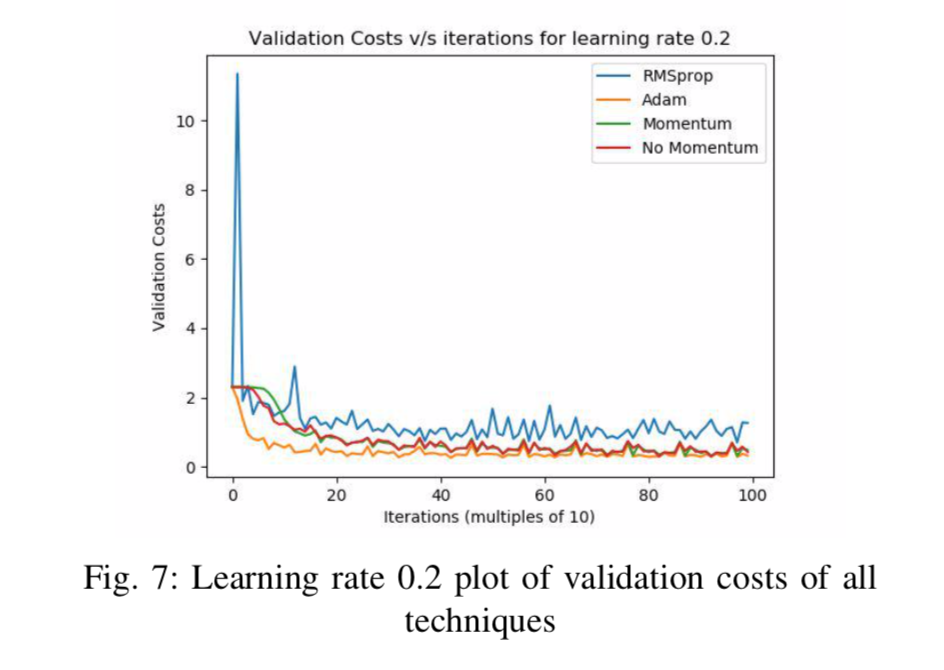 Validation Costs v/s iterations for learning rate 0.2
RMSprop
Adam
Momentum
No Momentum
10
8
6
4
2
0
Validation Costs
0 20 40 60 80 100
Iterations (multiples of 10)
Fig. 7: Learning rate 0.2 plot of validation costs of all
techniques